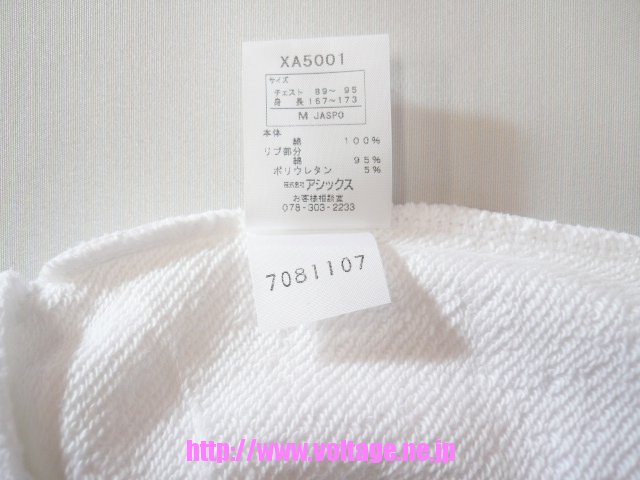 XA5001
サイズ
チェスト 89～ 95
身 長 167～173
M JASPO
本体
綿 100%
リブ部分
綿 95%
ポリウレタン 5%
株式会社 アシックス
お客様相談室
078-303-2233
7081107
http://www.voltage.ne.jp